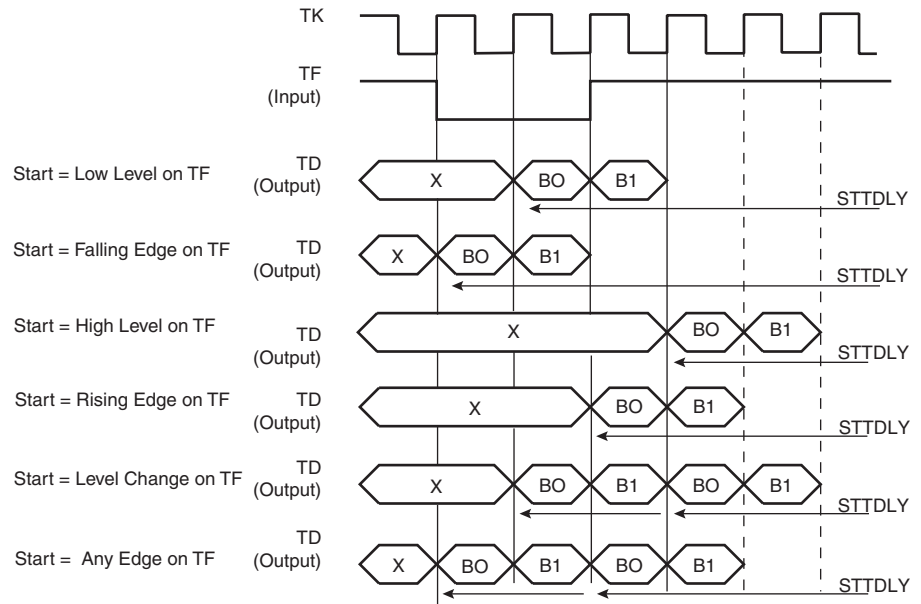 TK
TF
(Input)
Start = Low Level on TF
TD
(Output)
X
BO
B1
STTDLY
Start = Falling Edge on TF
TD
(Output)
X
BO
B1
STTDLY
Start = High Level on TF
TD
(Output)
X
BO
B1
STTDLY
Start = Rising Edge on TF
TD
(Output)
X
BO
B1
STTDLY
Start = Level Change on TF
TD
(Output)
X
BO
B1
BO
B1
STTDLY
Start = Any Edge on TF
TD
(Output)
X
BO
B1
BO
B1
STTDLY